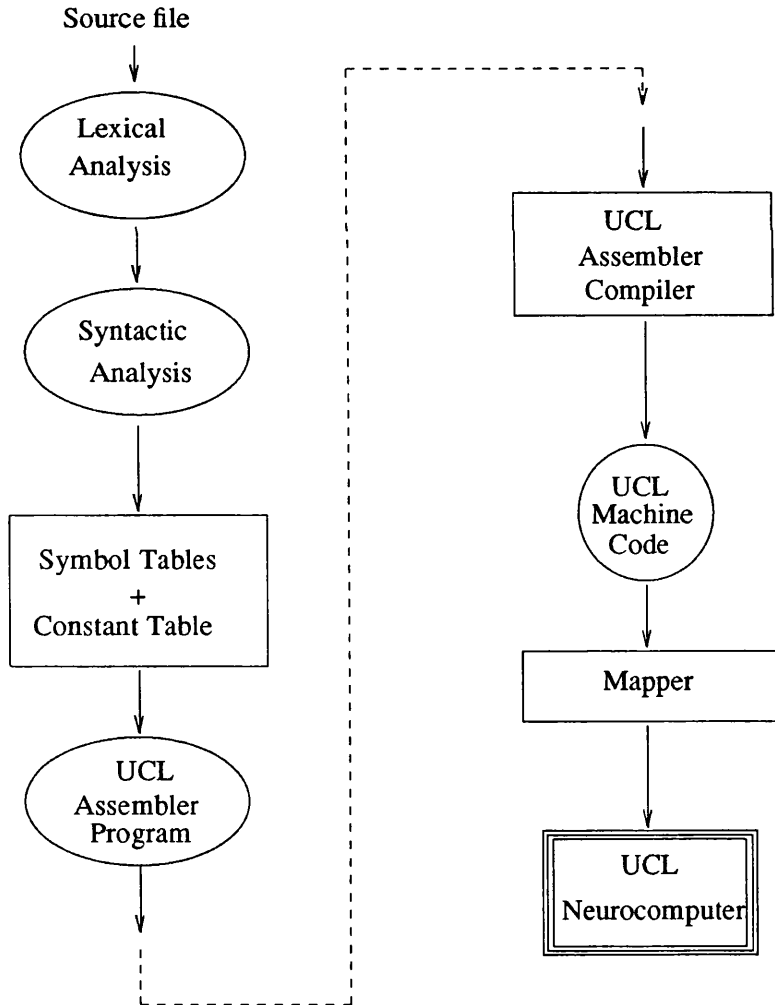 Source file
Lexical
Analysis
Syntactic
Analysis
Symbol Tables
+
Constant Table
UCL
Assembler
Program
UCL
Assembler
Compiler
UCL
Machine
Code
Mapper
UCL
Neurocomputer